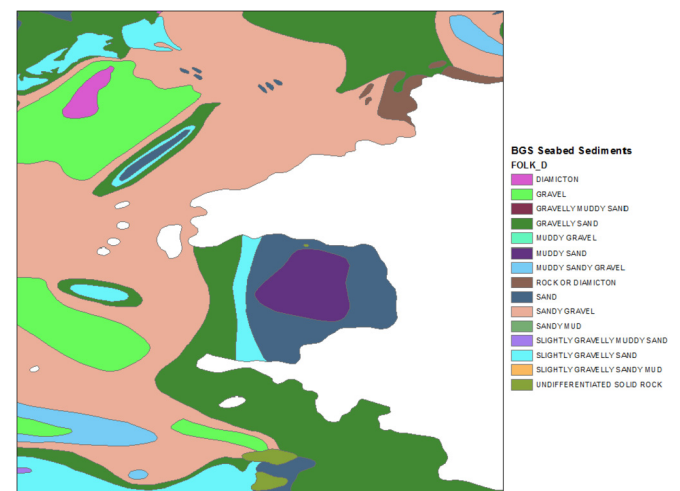 BGS Seabed Sediments
FOLK_D
DIAMICTON
GRAVEL
GRAVELLY MUDDY SAND
GRAVELLY SAND
MUDDY GRAVEL
MUDDY SAND
MUDDY SANDY GRAVEL
ROCK OR DIAMICTON
SAND
SANDY GRAVEL
SANDY MUD
SLIGHTLY GRAVELLY MUDDY SAND
SLIGHTLY GRAVELLY SAND
SLIGHTLY GRAVELLY SANDY MUD
UNDIFFERENTIATED SOLID ROCK